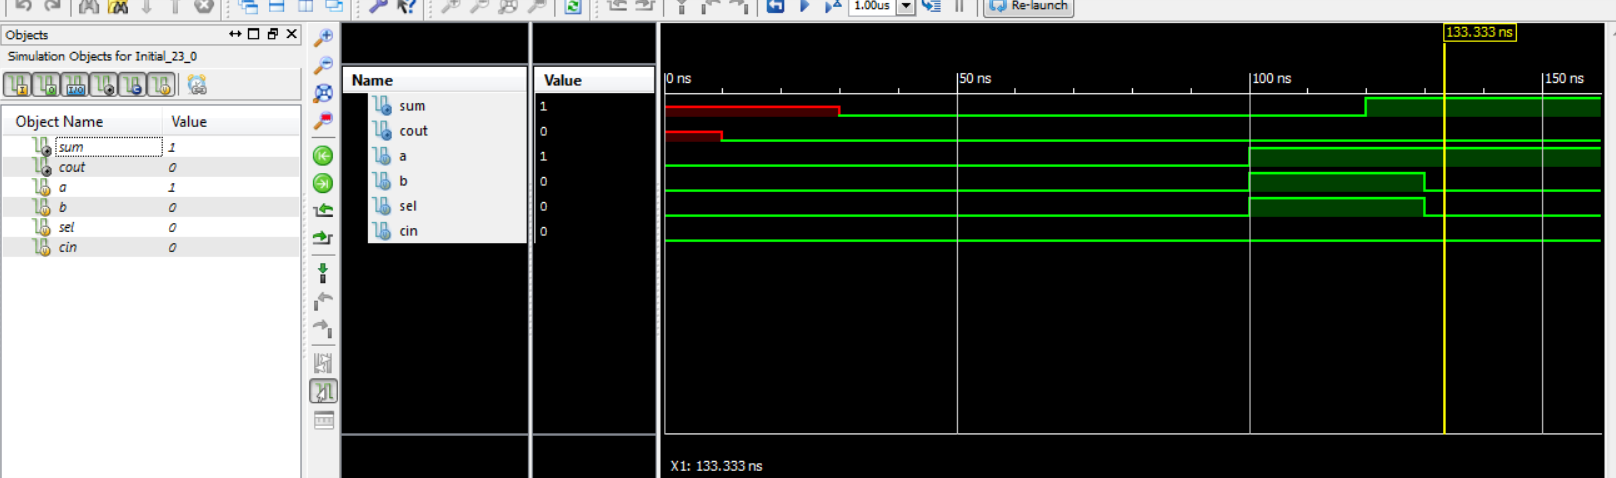 1.00us
Re-launch
Objects
Simulation Objects for Initial_23_0
Object Name Value
sum 1
cout 0
a 1
b 0
sel 0
cin 0
Name Value
sum 1
cout 0
a 1
b 0
sel 0
cin 0
133.333 ns
0 ns 50 ns 100 ns 150 ns
X1: 133.333 ns